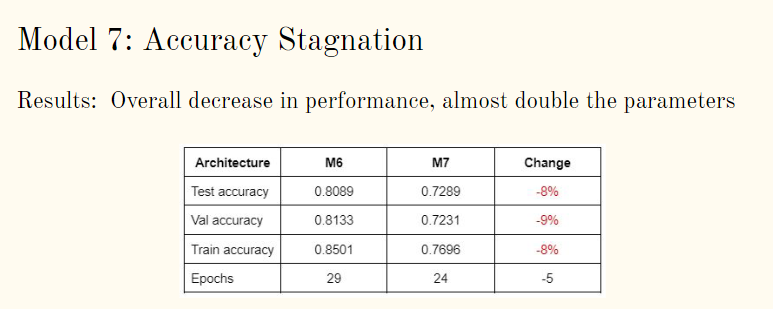 Model 7: Accuracy Stagnation
Results: Overall decrease in performance, almost double the parameters
Architecture M6 M7 Change
Test accuracy 0.8089 0.7289 -8%
Val accuracy 0.8133 0.7231 -9%
Train accuracy 0.8501 0.7696 -8%
Epochs 29 24 -5